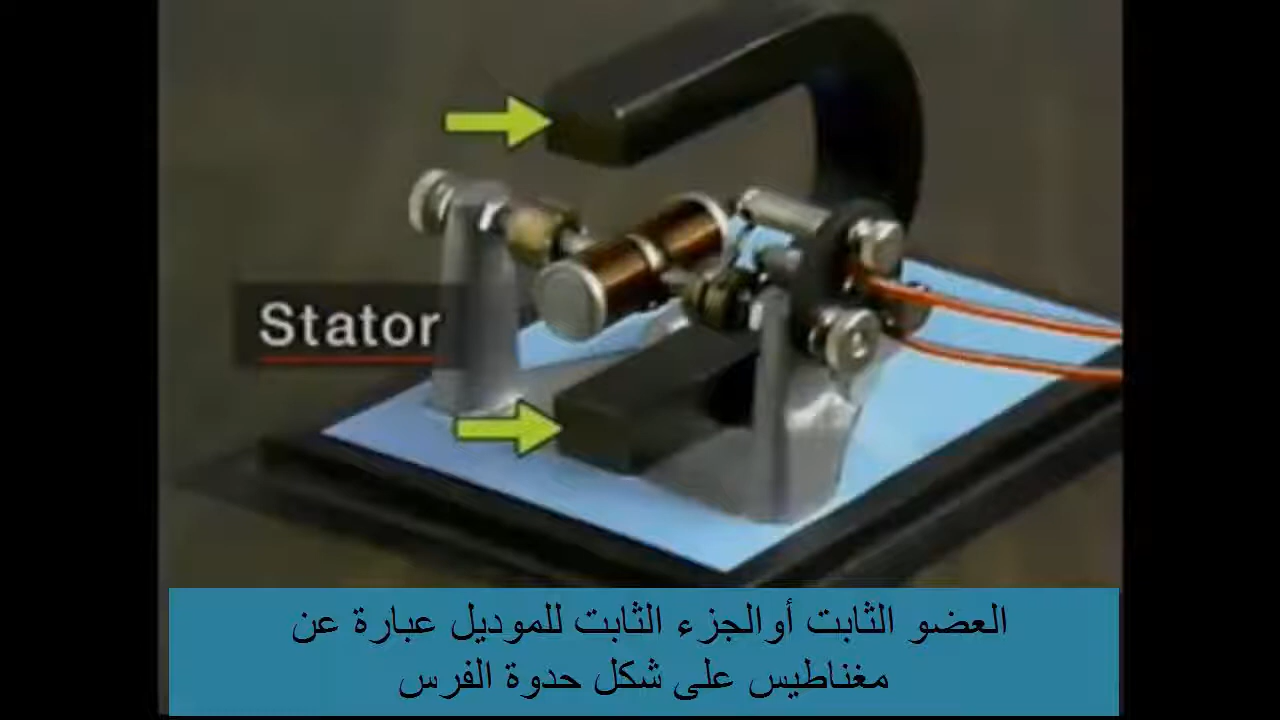 Stator
العضو الثابت أوالجزء الثابت للموديل عبارة عن
مغناطيس على شكل حدوة الفرس